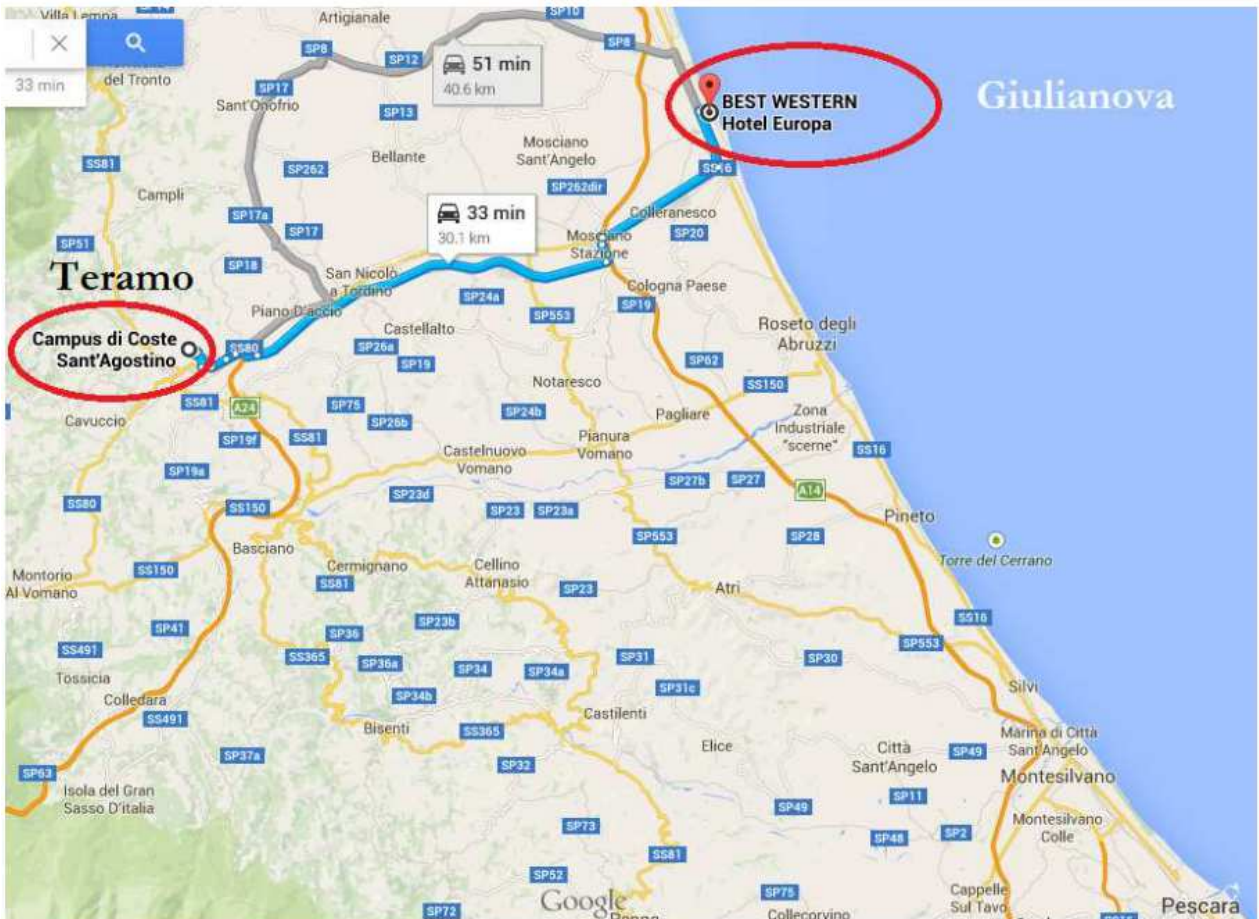 Villa Lempa
Artigianale
SP10
33 min
del Tronto
SP8
SP12
51 min
40.6 km
SP8
SP17
Sant'Onofrio
SP13
BEST WESTERN
Hotel Europa
Giulianova
SS81
Bellante
Mosciano
Sant'Angelo
SS16
SP262
SP262dir
Campli
SP17a
SP17
33 min
30.1 km
Colleranesco
SP20
SP51
Mosciano
Stazione
Teramo
SP18
San Nicolò
a Tordino
SP24a
Cologna Paese
SP19
Piano D'accio
SP553
Castellalto
Roseto degli
Abruzzi
Campus di Coste
Sant'Agostino
SS80
SP26a
SP19
SP62
Notaresco
SS150
SS81
A24
SP75
SP24b
Pagliare
Zona
Industriale
"scerne"
Cavuccio
SP26b
SP19f
SS81
Pianura
Vomano
SS16
Castelnuovo
Vomano
SP19a
SP27b
SP27
SP23d
A14
SS80
SS150
SP23
SP23a
Pineto
SP553
SP28
Basciano
Torre del Cerrano
Cermignano
Cellino
Attanasio
Montorio
Al Vomano
SS150
SS81
SP23
Atri
SS16
SP41
SP23b
SP36
SP553
SS491
SS365
SP36a
SP34
SP34a
SP31
SP30
Tossicia
SP31c
Silvi
Colledara
SP34b
SS491
Castilenti
Bisenti
SS365
Marina di Città
Sant'Angelo
Elice
Città
Sant'Angelo
SP49
SP37a
SP32
SP63
Montesilvano
Isola del Gran
Sasso D'italia
SP11
SP49
Montesilvano
Colle
SP73
SP48
SP2
SS81
SP52
Google
SP75
Cappelle
Sul Tavo
Pescara
SP72
Collecorvino